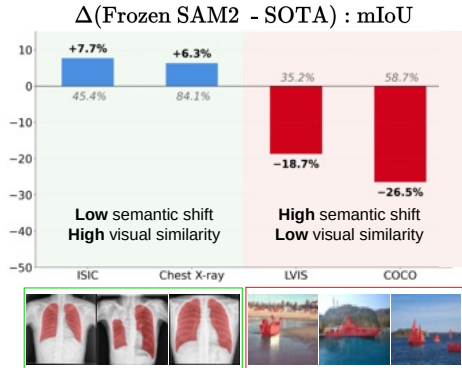 Δ(Frozen SAM2 - SOTA) : mIoU
10
0
−10
−20
−30
−40
−50
+7.7%
+6.3%
35.2%
58.7%
45.4%
84.1%
−18.7%
−26.5%
Low semantic shift
High visual similarity
High semantic shift
Low visual similarity
ISIC
Chest X-ray
LVIS
COCO